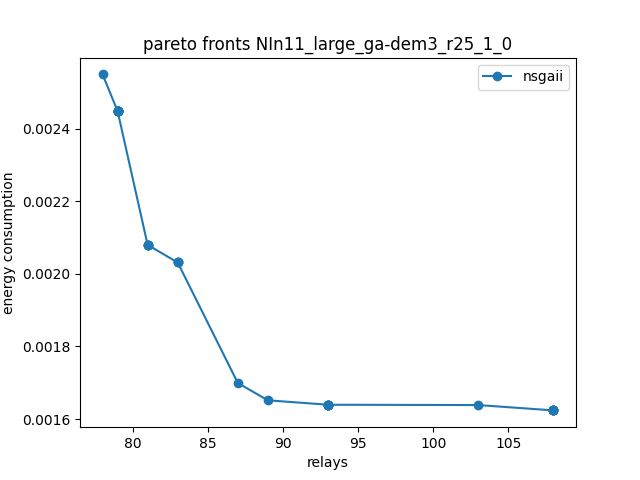 pareto fronts NIn11_large_ga-dem3_r25_1_0
nsgaii
energy consumption
0.0024
0.0022
0.0020
0.0018
0.0016
80 85 90 95 100 105
relays